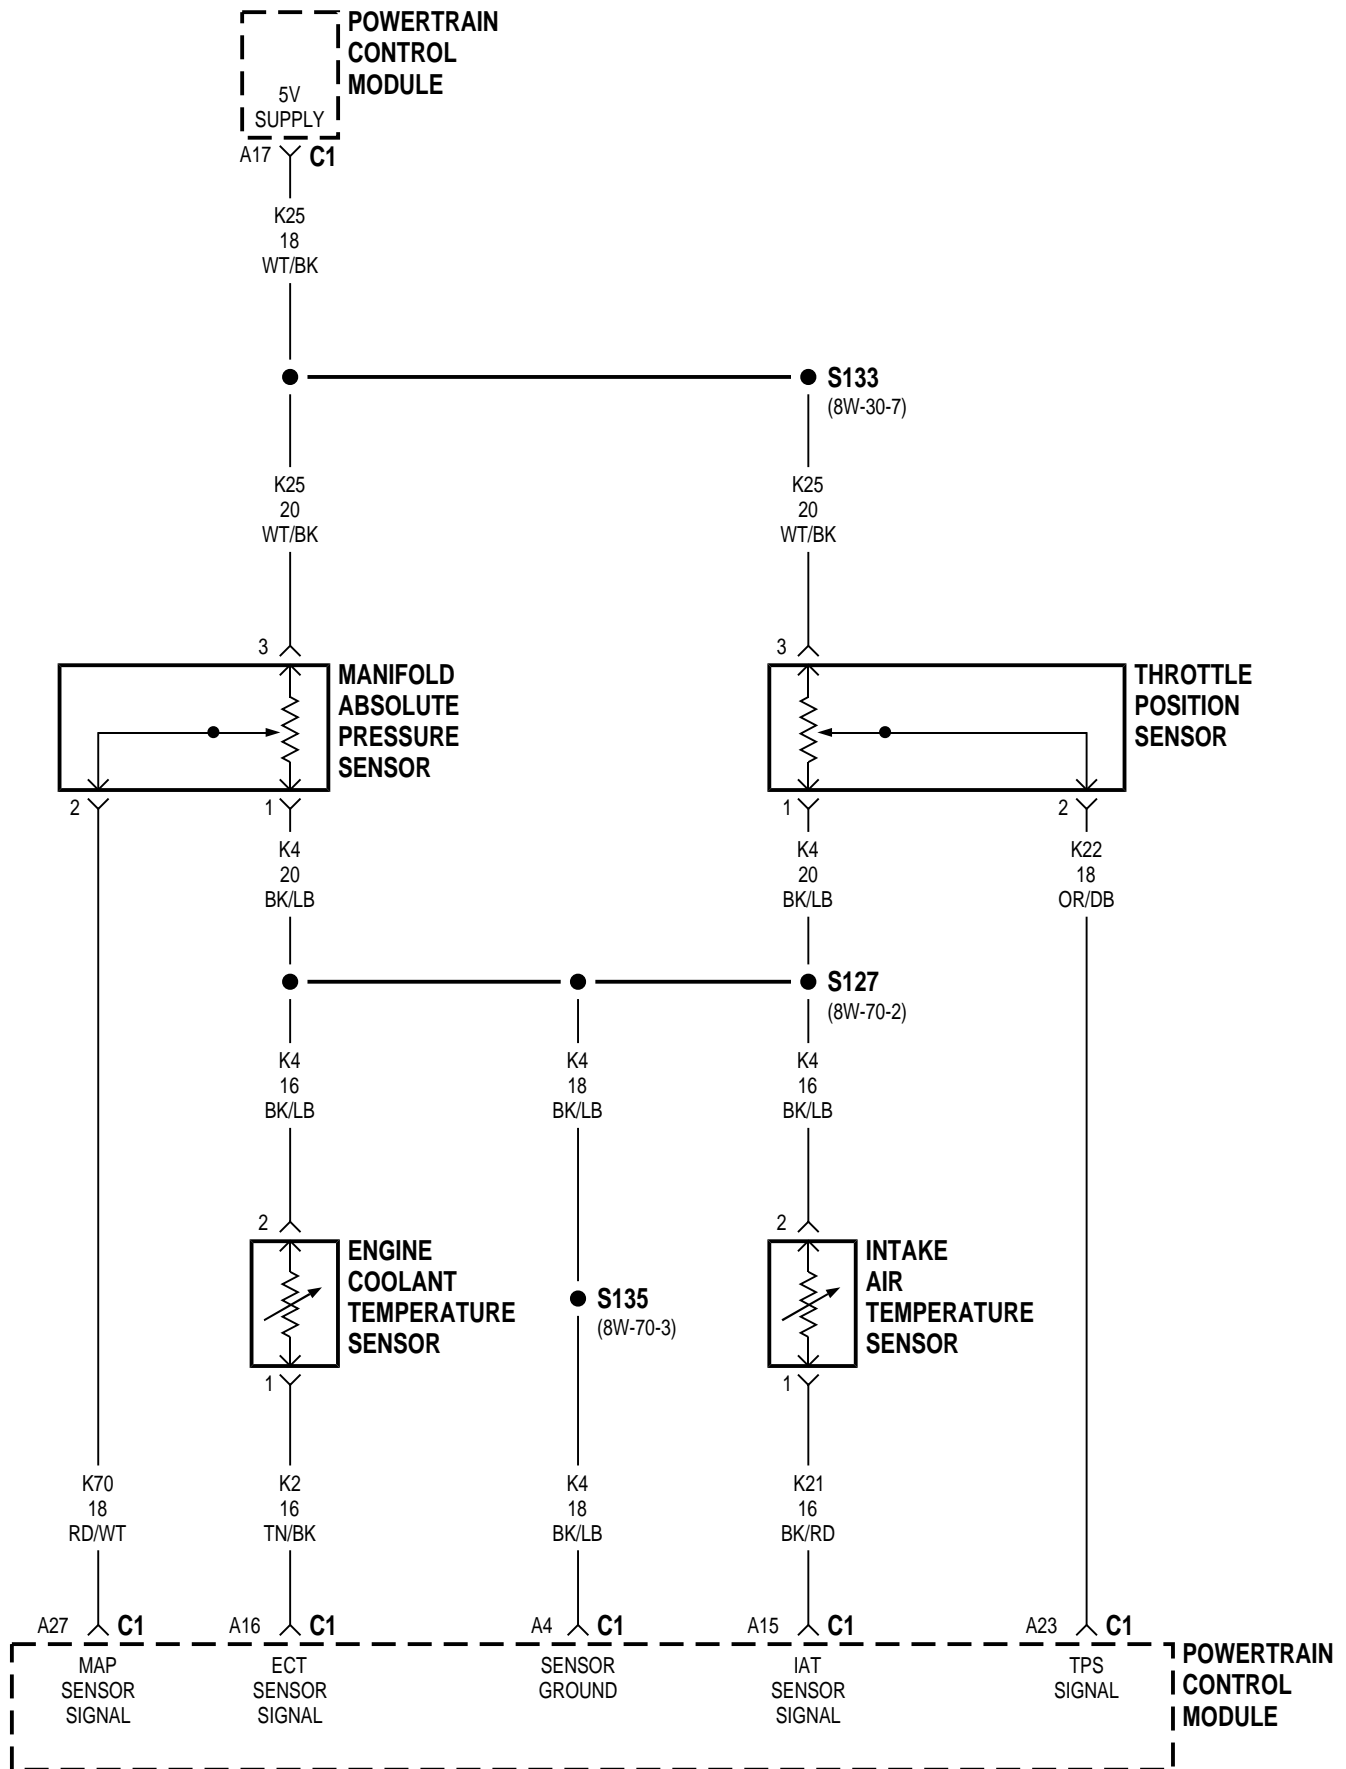 POWERTRAIN
CONTROL
MODULE
5V
SUPPLY
A17
C1
K25
18
WT/BK
S133
(8W-30-7)
K25
20
WT/BK
K25
20
WT/BK
3
3
MANIFOLD
ABSOLUTE
PRESSURE
SENSOR
THROTTLE
POSITION
SENSOR
2
1
1
2
K4
20
BK/LB
K4
20
BK/LB
K22
18
OR/DB
S127
(8W-70-2)
K4
16
BK/LB
K4
18
BK/LB
K4
16
BK/LB
2
2
ENGINE
COOLANT
TEMPERATURE
SENSOR
S135
(8W-70-3)
INTAKE
AIR
TEMPERATURE
SENSOR
1
1
K70
18
RD/WT
K2
16
TN/BK
K4
18
BK/LB
K21
16
BK/RD
A27 C1
A16 C1
A4 C1
A15 C1
A23 C1
MAP
SENSOR
SIGNAL
ECT
SENSOR
SIGNAL
SENSOR
GROUND
IAT
SENSOR
SIGNAL
TPS
SIGNAL
POWERTRAIN
CONTROL
MODULE